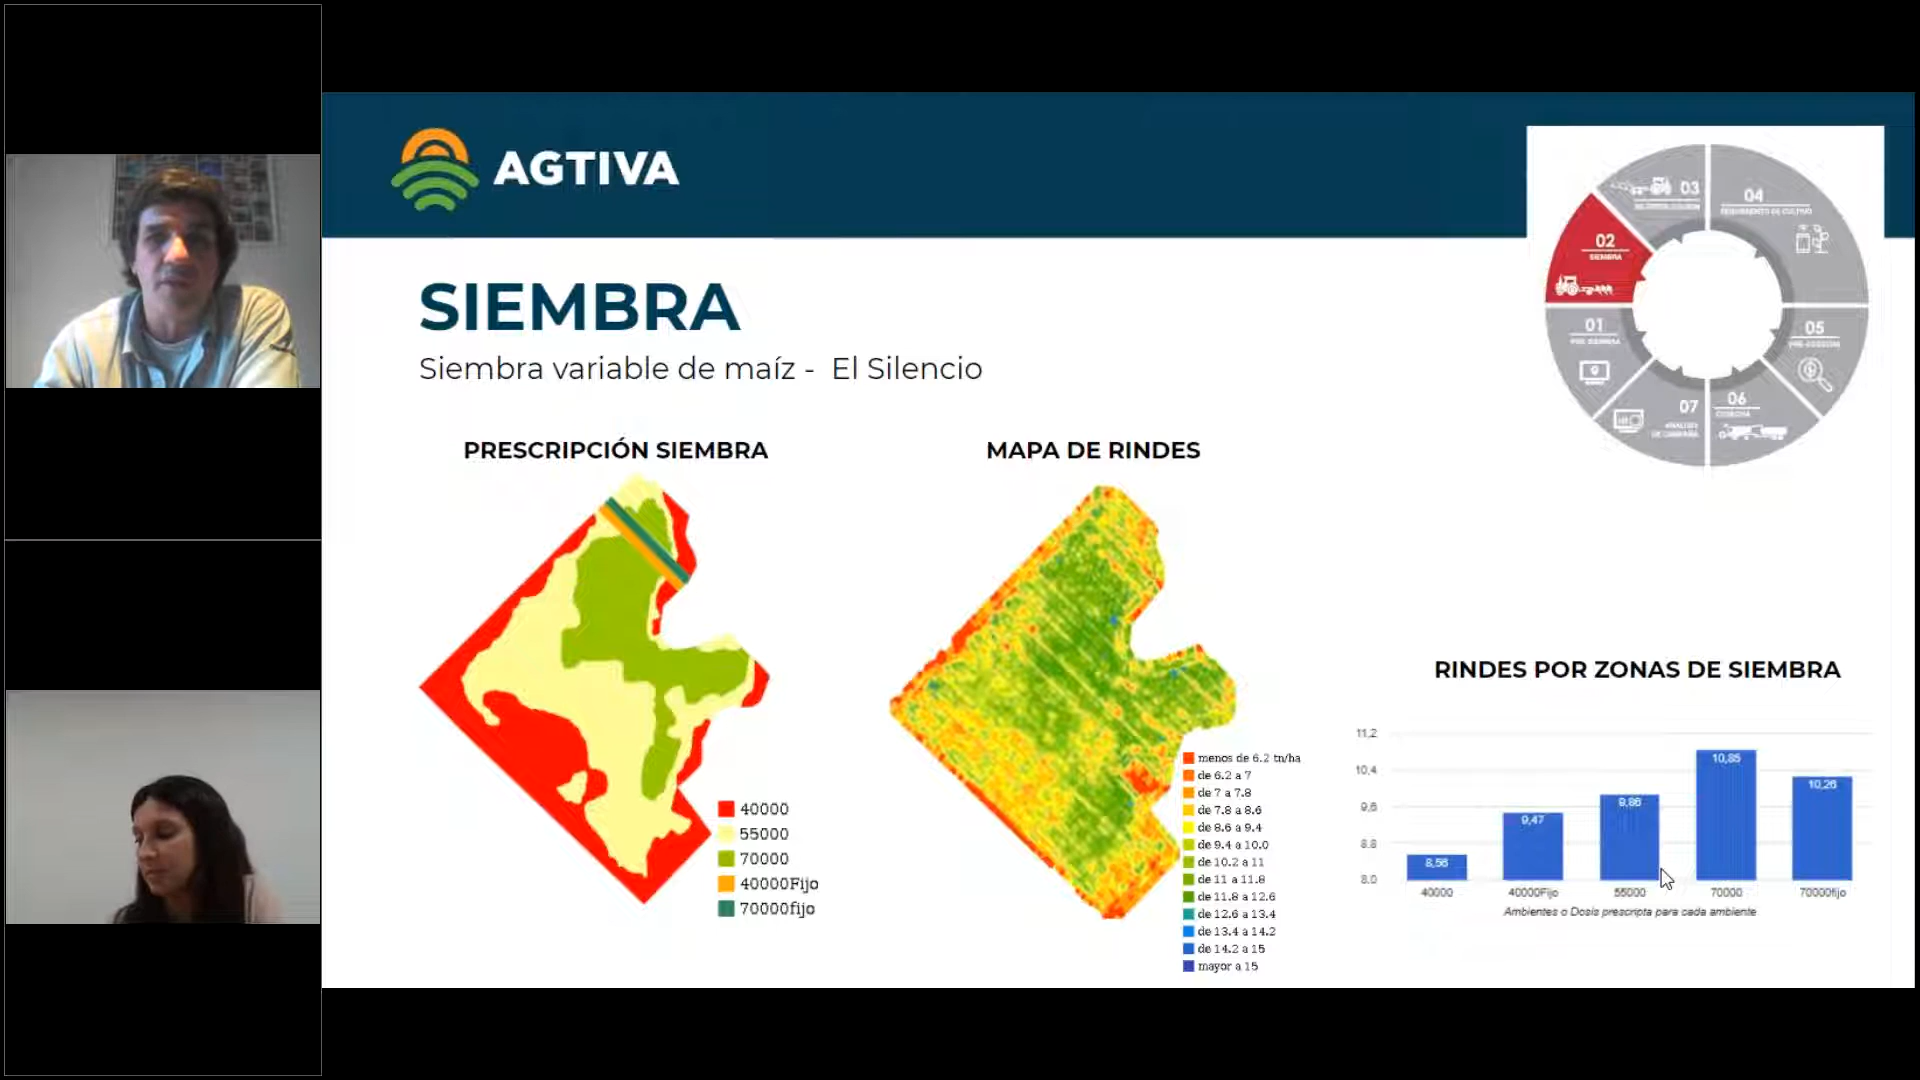 AGTIVA
SIEMBRA
Siembra variable de maíz - El Silencio
03
04
02
SIEMBRA
01
PRE-SIEMBRA
05
06
COSECHA
07
PRESCRIPCIÓN SIEMBRA
40000
55000
70000
40000Fijo
70000fijo
MAPA DE RINDES
menos de 6.2 tn/ha
de 6.2 a 7
de 7 a 7.8
de 7.8 a 8.6
de 8.6 a 9.4
de 9.4 a 10.0
de 10.2 a 11
de 11 a 11.8
de 11.8 a 12.6
de 12.6 a 13.4
de 13.4 a 14.2
de 14.2 a 15
mayor a 15
RINDES POR ZONAS DE SIEMBRA
11,2
10,4
9,6
8,8
8,0
8,56
9,47
9,86
10,85
10,26
40000
40000Fijo
55000
70000
70000fijo
Ambientes o Dosis prescripta para cada ambiente